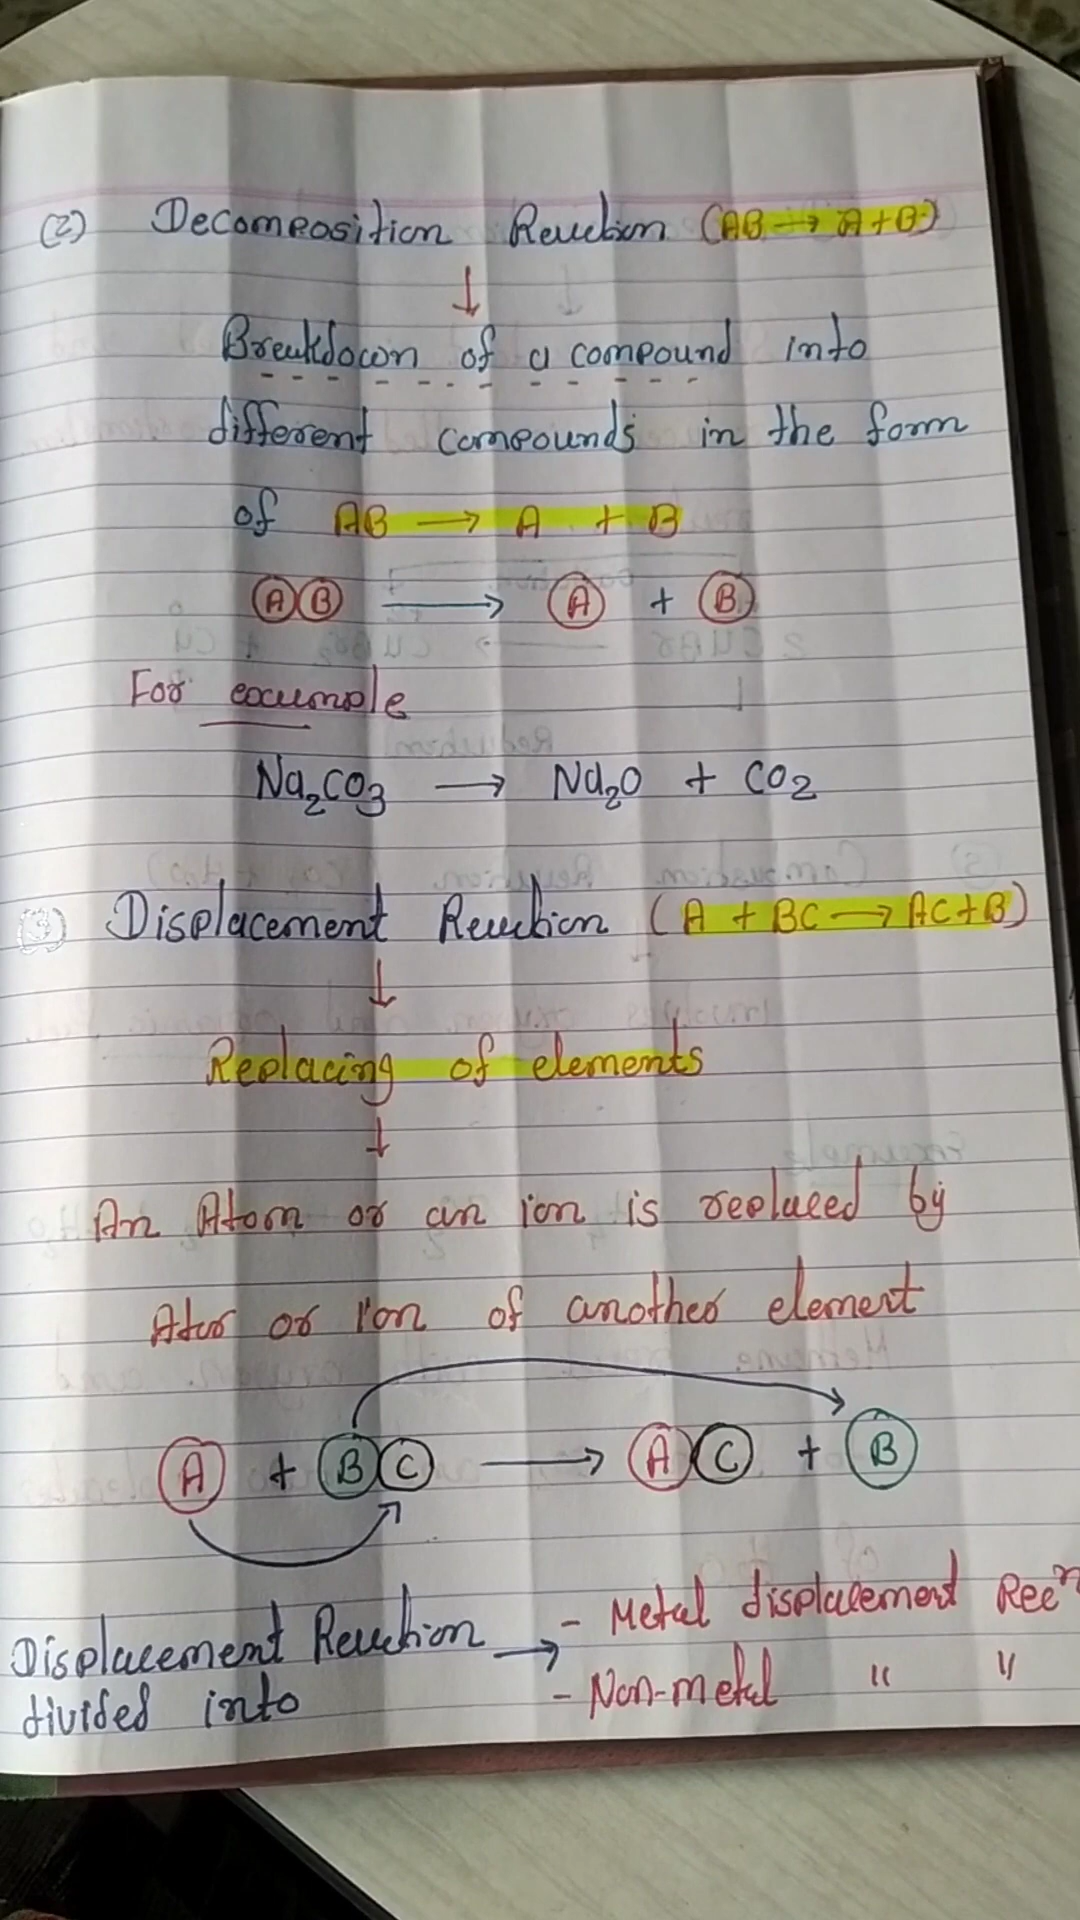 (2) Decomposition Reaction (AB → A + B)
↓
Breakdown of a compound into
different compounds in the form
of AB → A + B
(A)(B) → (A) + (B)
For example
Na₂CO₃ → Na₂O + CO₂
(3) Displacement Reaction (A + BC → AC + B)
↓
Replacing of elements
↓
An Atom or an ion is replaced by
Atur or ion of another element
(A) + (B)(C) → (A)(C) + (B)
Displacement Reaction → - Metal displacement Reeⁿ
divided into - Non-metal " "